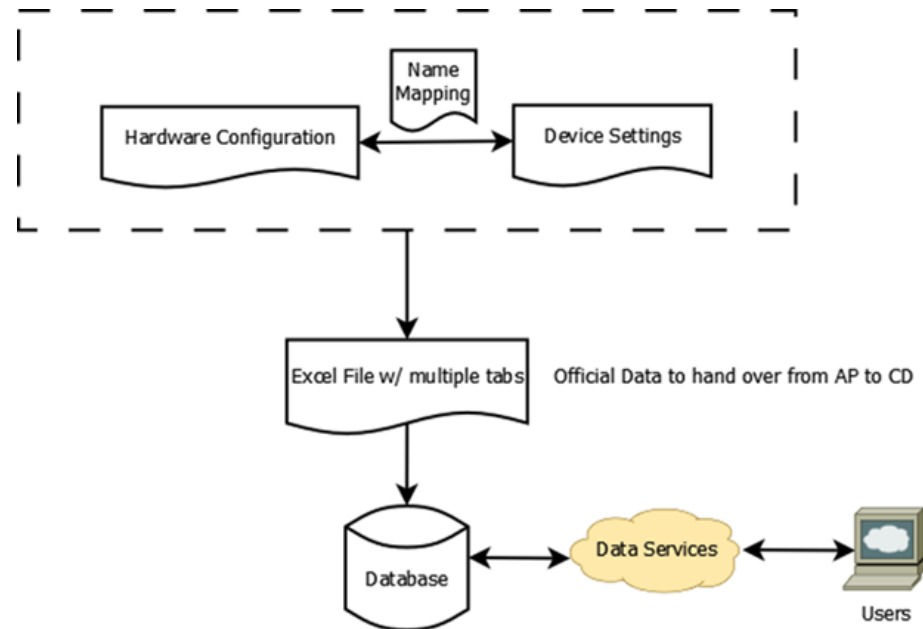 Name
Mapping
Hardware Configuration
Device Settings
Excel File w/ multiple tabs
Official Data to hand over from AP to CD
Database
Data Services
Users